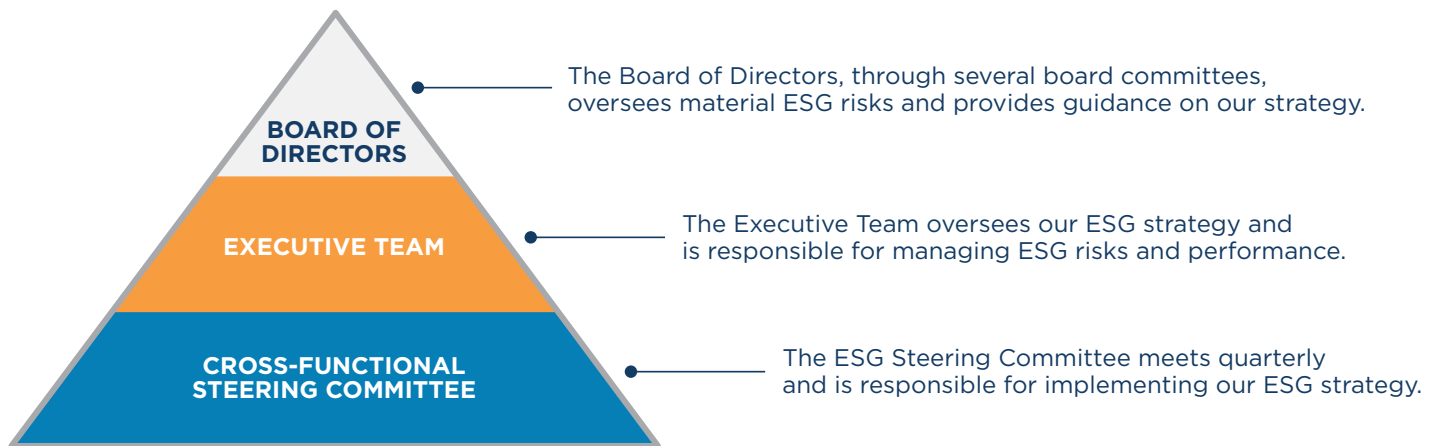 BOARD OF
DIRECTORS
The Board of Directors, through several board committees,
oversees material ESG risks and provides guidance on our strategy.
EXECUTIVE TEAM
The Executive Team oversees our ESG strategy and
is responsible for managing ESG risks and performance.
CROSS-FUNCTIONAL
STEERING COMMITTEE
The ESG Steering Committee meets quarterly
and is responsible for implementing our ESG strategy.